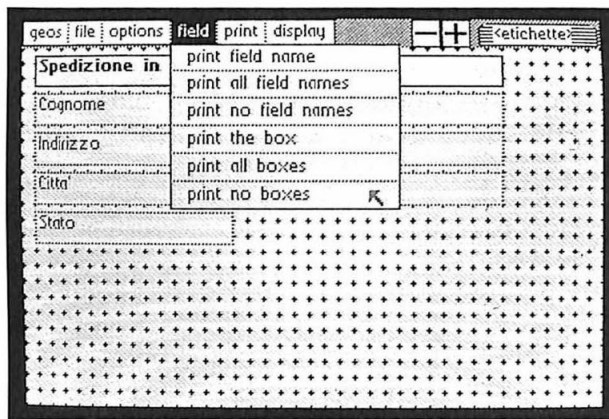 geos file options field print display − + <etichette>
print field name
print all field names
print no field names
print the box
print all boxes
print no boxes
Spedizione in
Cognome
Indirizzo
Citta'
Stato